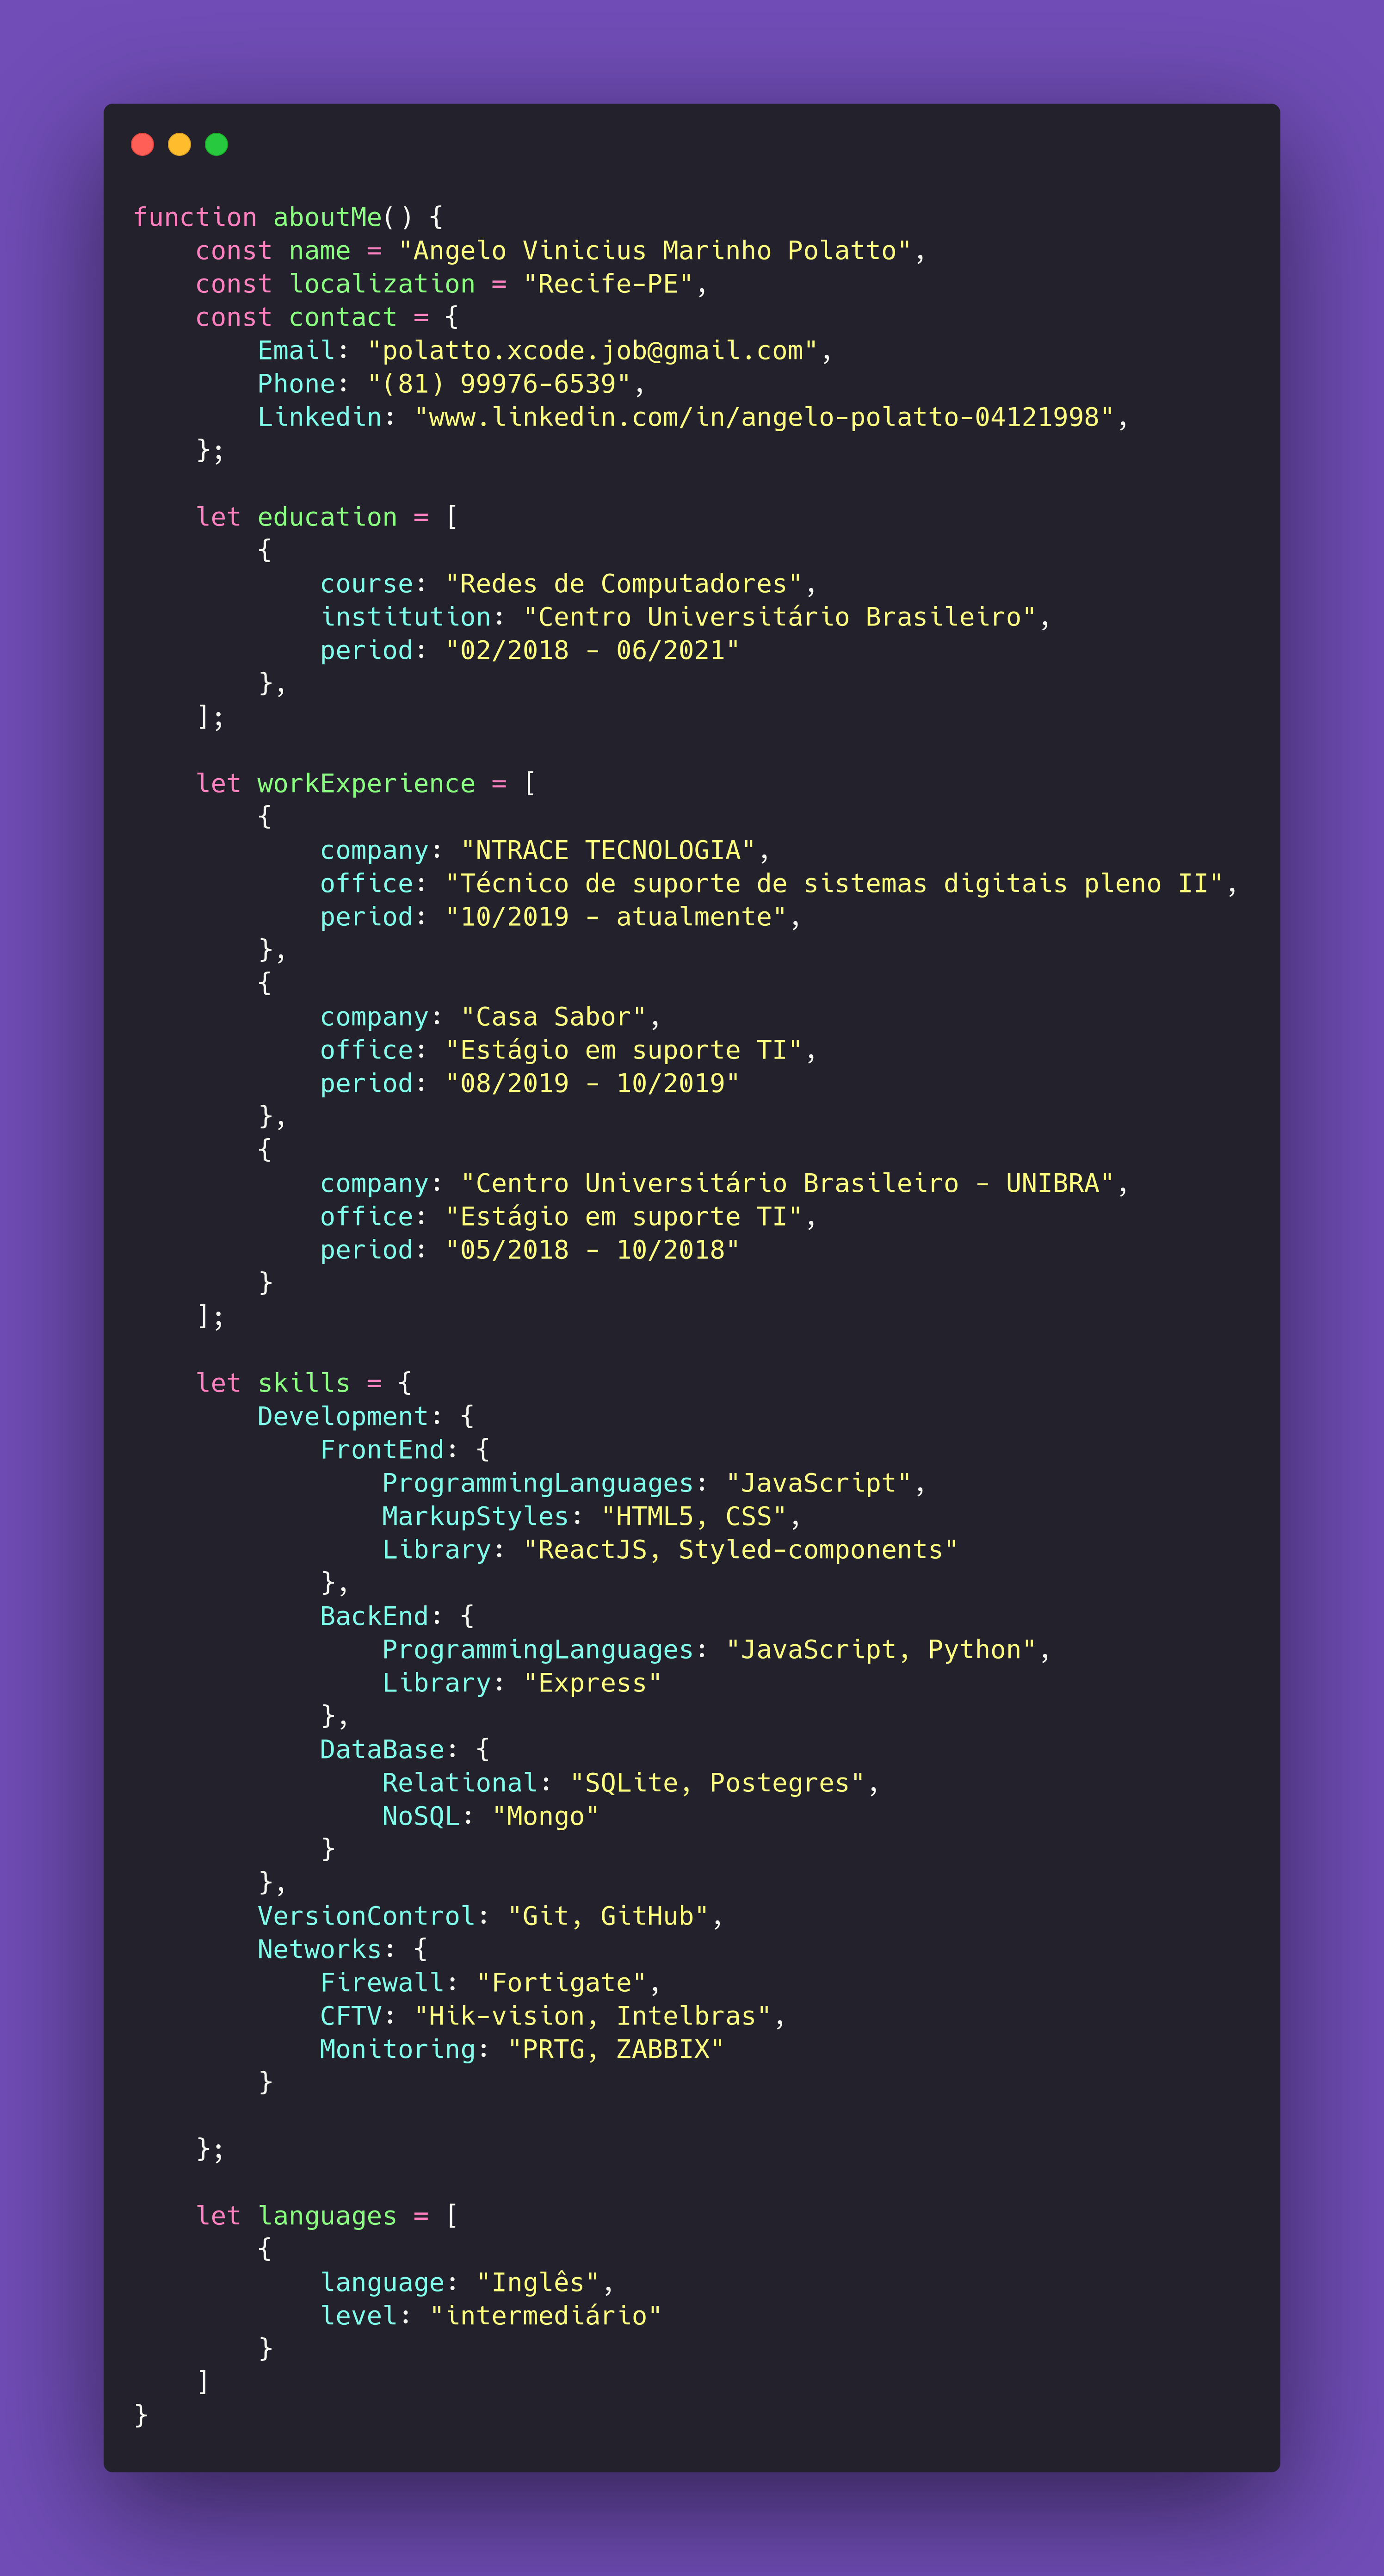 function aboutMe() {
    const name = "Angelo Vinicius Marinho Polatto",
    const localization = "Recife-PE",
    const contact = {
        Email: "polatto.xcode.job@gmail.com",
        Phone: "(81) 99976-6539",
        Linkedin: "www.linkedin.com/in/angelo-polatto-04121998",
    };

    let education = [
        {
            course: "Redes de Computadores",
            institution: "Centro Universitário Brasileiro",
            period: "02/2018 - 06/2021"
        },
    ];

    let workExperience = [
        {
            company: "NTRACE TECNOLOGIA",
            office: "Técnico de suporte de sistemas digitais pleno II",
            period: "10/2019 - atualmente",
        },
        {
            company: "Casa Sabor",
            office: "Estágio em suporte TI",
            period: "08/2019 - 10/2019"
        },
        {
            company: "Centro Universitário Brasileiro - UNIBRA",
            office: "Estágio em suporte TI",
            period: "05/2018 - 10/2018"
        }
    ];

    let skills = {
        Development: {
            FrontEnd: {
                ProgrammingLanguages: "JavaScript",
                MarkupStyles: "HTML5, CSS",
                Library: "ReactJS, Styled-components"
            },
            BackEnd: {
                ProgrammingLanguages: "JavaScript, Python",
                Library: "Express"
            },
            DataBase: {
                Relational: "SQLite, Postegres",
                NoSQL: "Mongo"
            }
        },
        VersionControl: "Git, GitHub",
        Networks: {
            Firewall: "Fortigate",
            CFTV: "Hik-vision, Intelbras",
            Monitoring: "PRTG, ZABBIX"
        }

    };

    let languages = [
        {
            language: "Inglês",
            level: "intermediário"
        }
    ]
}